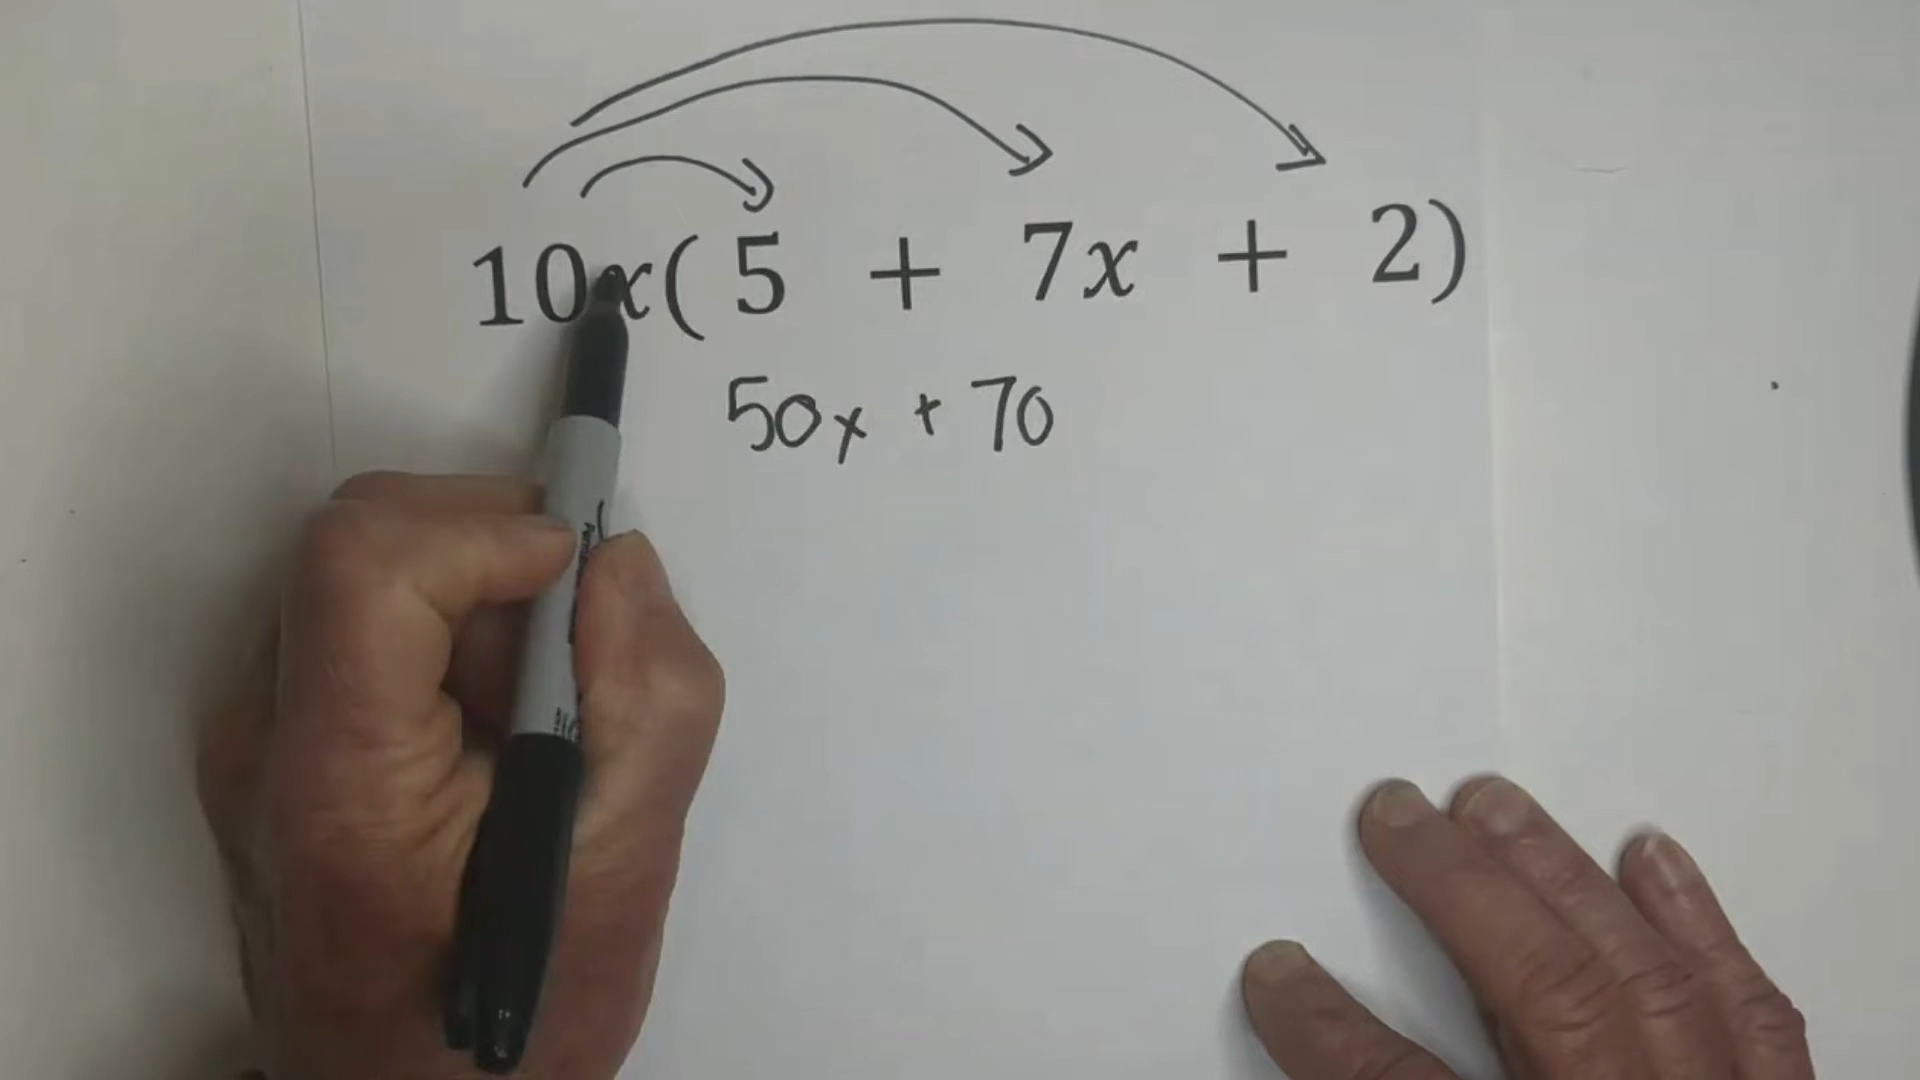 10x( 5 + 7x + 2)
50x + 70